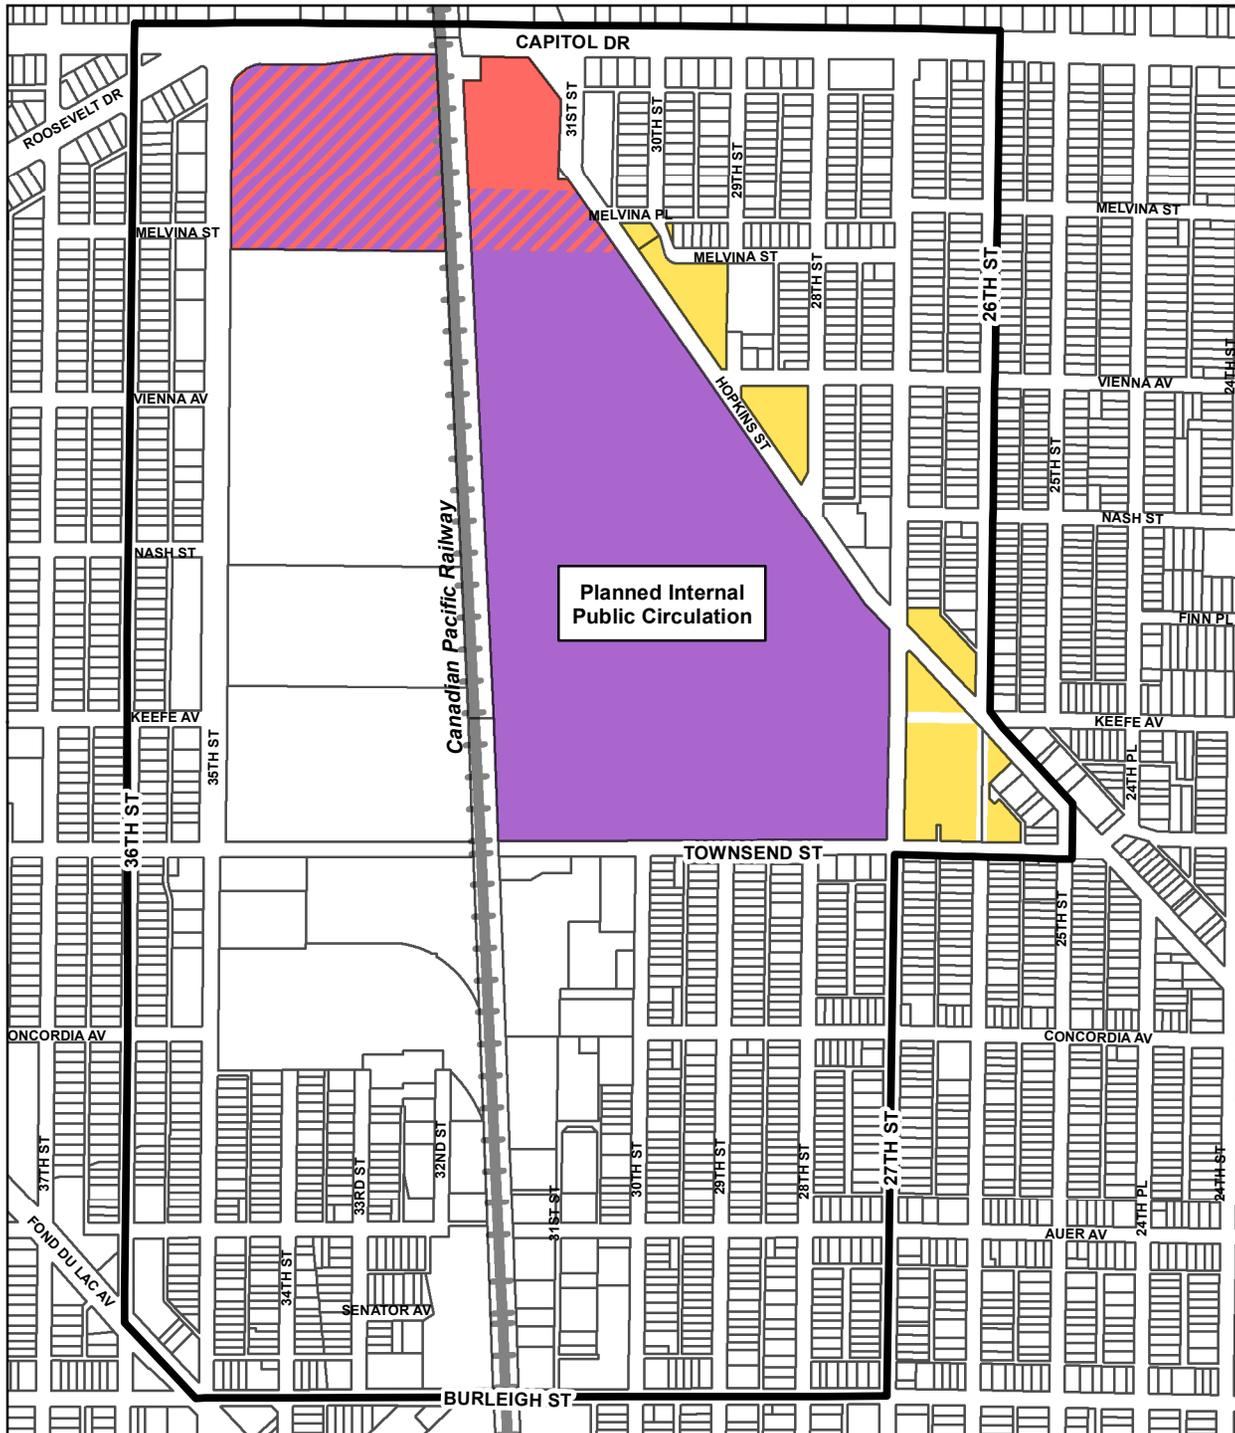 CAPITOL DR
ROOSEVELT DR
31ST ST
30TH ST
29TH ST
MELVINA ST
MELVINA PL
MELVINA ST
MELVINA ST
28TH ST
26TH ST
24TH ST
VIENNA AV
VIENNA AV
HOPKINS ST
25TH ST
NASH ST
NASH ST
Canadian Pacific Railway
Planned Internal
Public Circulation
FINN PL
KEEFE AV
KEEFE AV
35TH ST
24TH PL
36TH ST
TOWNSEND ST
25TH ST
ONCORDIA AV
CONCORDIA AV
37TH ST
33RD ST
32ND ST
31ST ST
30TH ST
29TH ST
28TH ST
27TH ST
24TH PL
24TH ST
AUER AV
FOND DU LAC AV
34TH ST
SENATOR AV
BURLEIGH ST